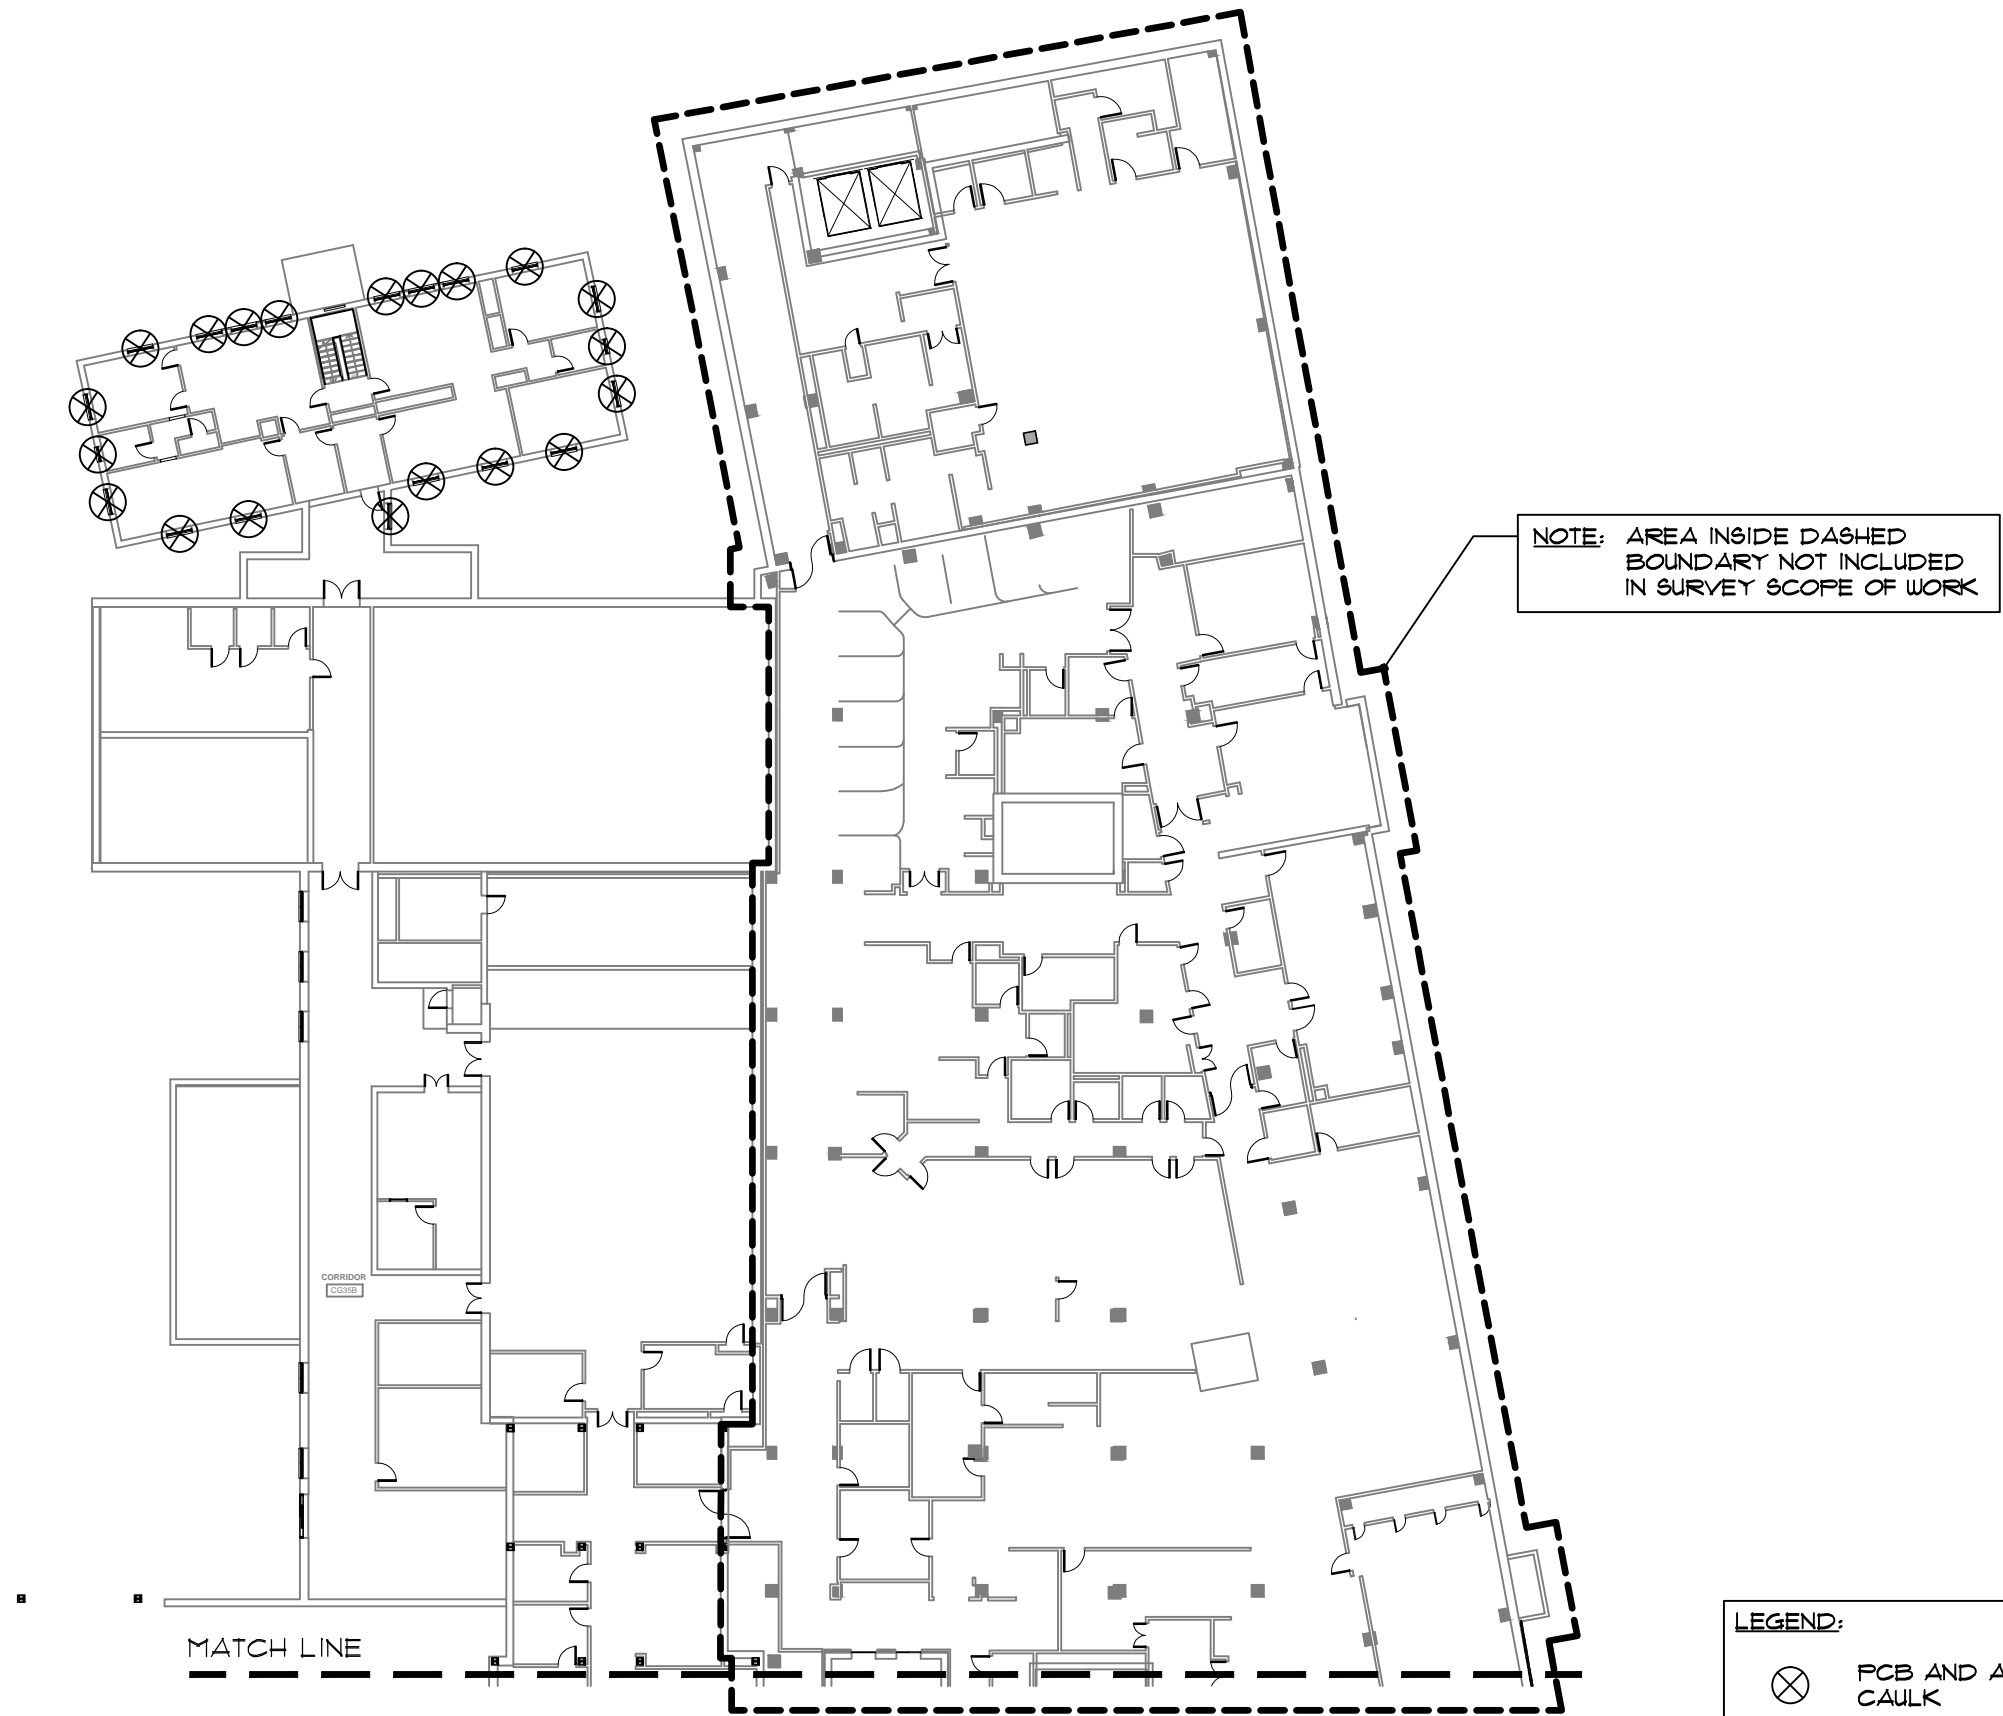 NOTE: AREA INSIDE DASHED
BOUNDARY NOT INCLUDED
IN SURVEY SCOPE OF WORK
CORRIDOR
CG35B
MATCH LINE
LEGEND:
PCB AND A
CAULK